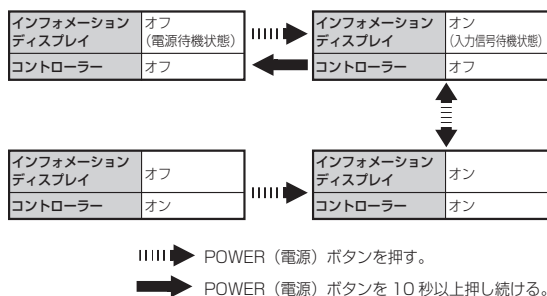 インフォメーション
ディスプレイ
オフ
(電源待機状態)
コントローラー
オフ
インフォメーション
ディスプレイ
オン
(入力信号待機状態)
コントローラー
オフ
インフォメーション
ディスプレイ
オフ
コントローラー
オン
インフォメーション
ディスプレイ
オン
コントローラー
オン
POWER（電源）ボタンを押す。
POWER（電源）ボタンを 10 秒以上押し続ける。